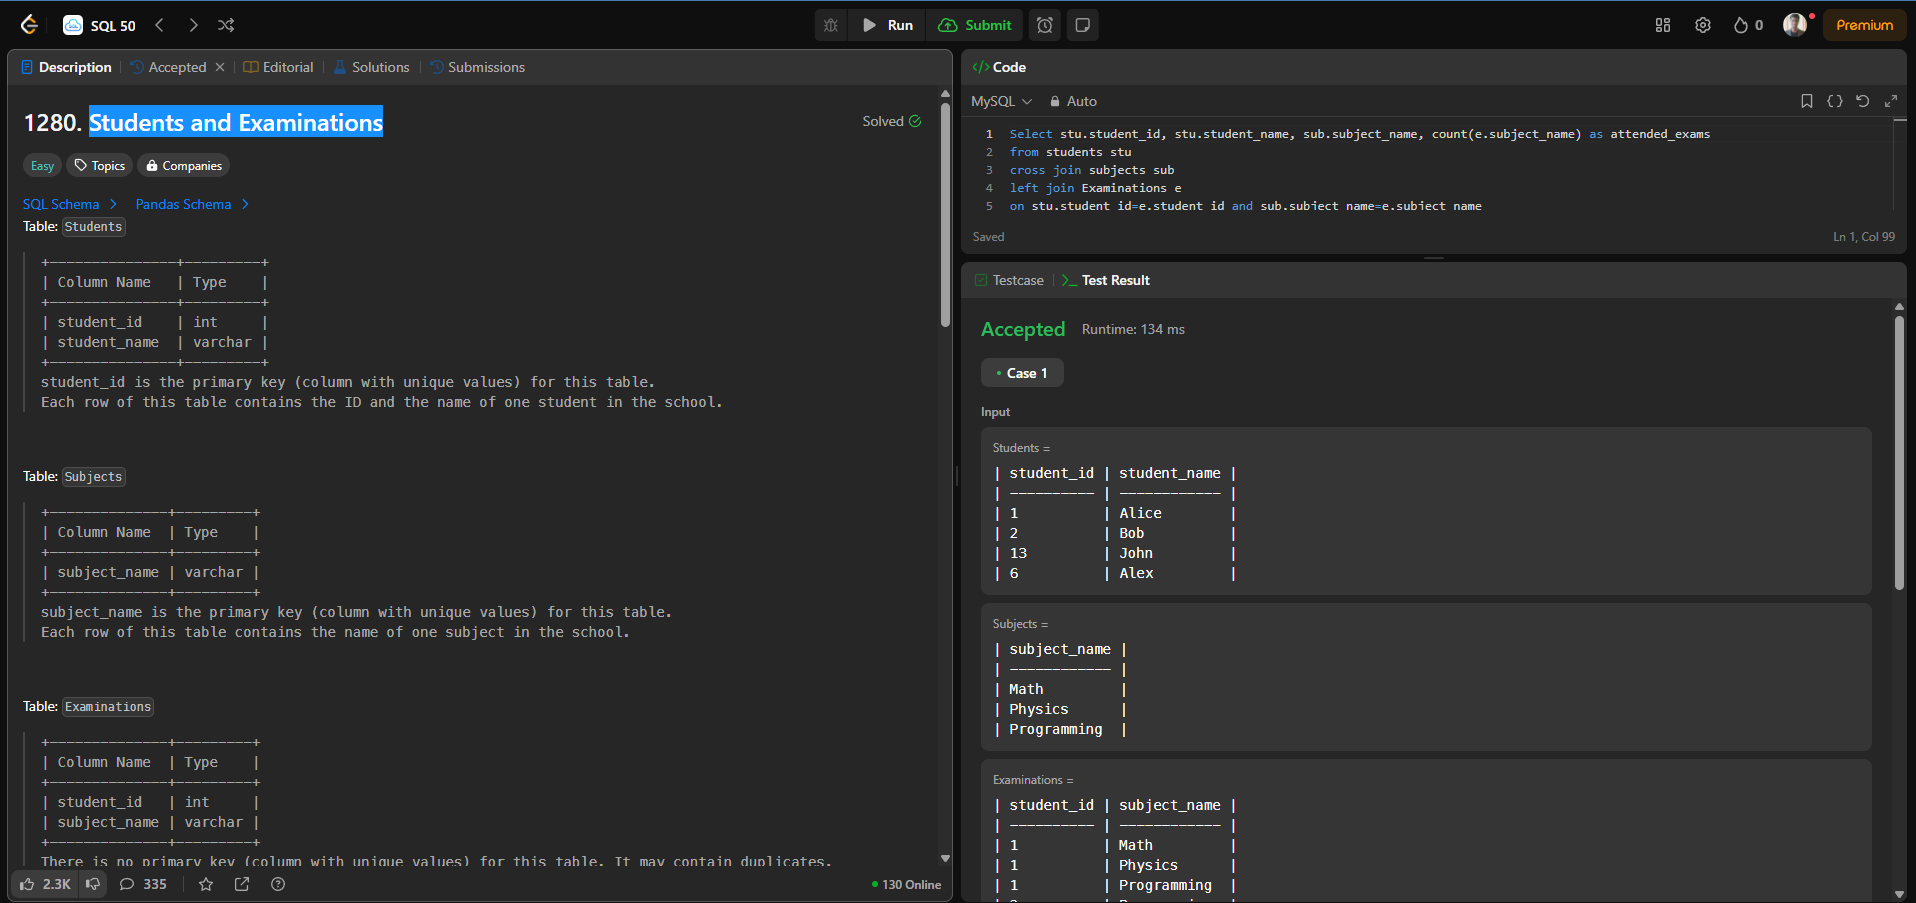 SQL 50
Run
Submit
0
Premium
Description
Accepted
Editorial
Solutions
Submissions
1280. Students and Examinations
Solved
Easy
Topics
Companies
SQL Schema
Pandas Schema
Table: Students
+---------------+---------+
| Column Name   | Type    |
+---------------+---------+
| student_id    | int     |
| student_name  | varchar |
+---------------+---------+
student_id is the primary key (column with unique values) for this table.
Each row of this table contains the ID and the name of one student in the school.
Table: Subjects
+--------------+---------+
| Column Name  | Type    |
+--------------+---------+
| subject_name | varchar |
+--------------+---------+
subject_name is the primary key (column with unique values) for this table.
Each row of this table contains the name of one subject in the school.
Table: Examinations
+--------------+---------+
| Column Name  | Type    |
+--------------+---------+
| student_id   | int     |
| subject_name | varchar |
+--------------+---------+
There is no primary key (column with unique values) for this table. It may contain duplicates.
2.3K
335
130 Online
</> Code
MySQL
Auto
1 Select stu.student_id, stu.student_name, sub.subject_name, count(e.subject_name) as attended_exams
2 from students stu
3 cross join subjects sub
4 left join Examinations e
5 on stu.student_id=e.student_id and sub.subject_name=e.subject_name
Saved
Ln 1, Col 99
Testcase
>_ Test Result
Accepted
Runtime: 134 ms
Case 1
Input
Students =
| student_id | student_name |
| ---------- | ------------ |
| 1          | Alice        |
| 2          | Bob          |
| 13         | John         |
| 6          | Alex         |
Subjects =
| subject_name |
| ------------ |
| Math         |
| Physics      |
| Programming  |
Examinations =
| student_id | subject_name |
| ---------- | ------------ |
| 1          | Math         |
| 1          | Physics      |
| 1          | Programming  |